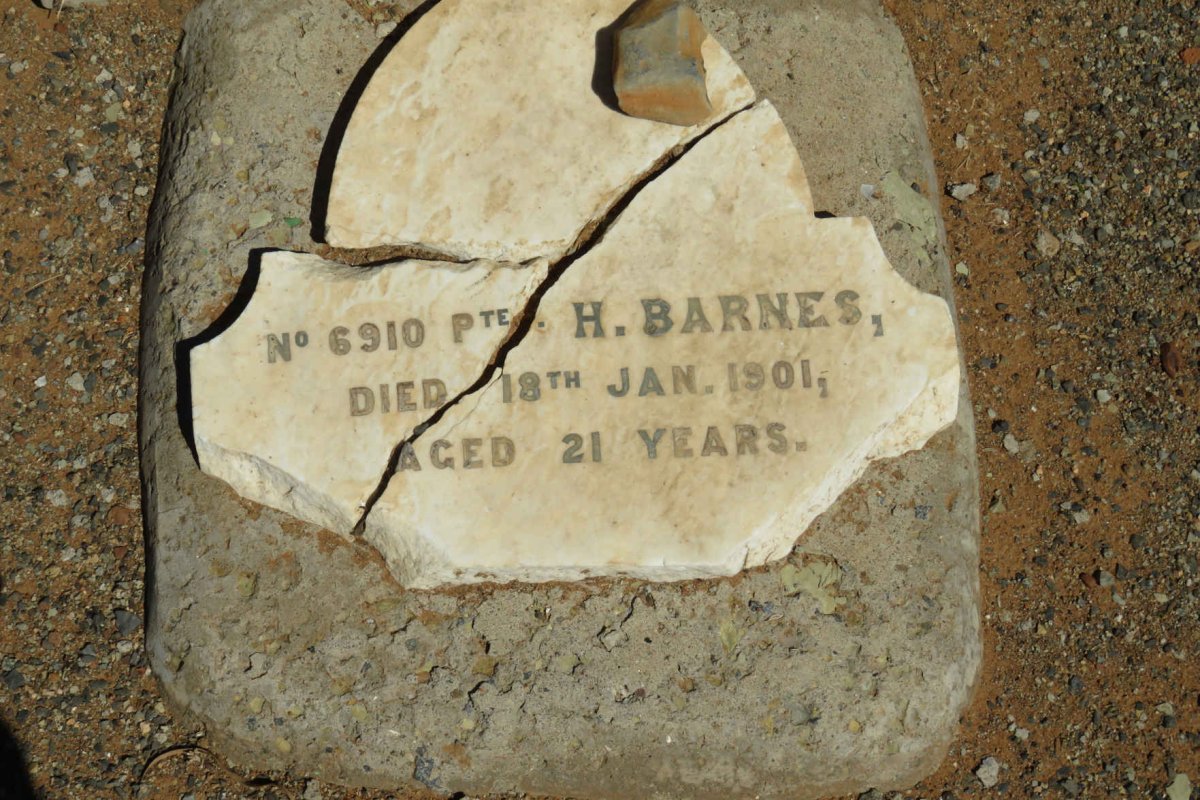 No 6910 PTE. H. BARNES,
DIED 18TH JAN. 1901,
AGED 21 YEARS.